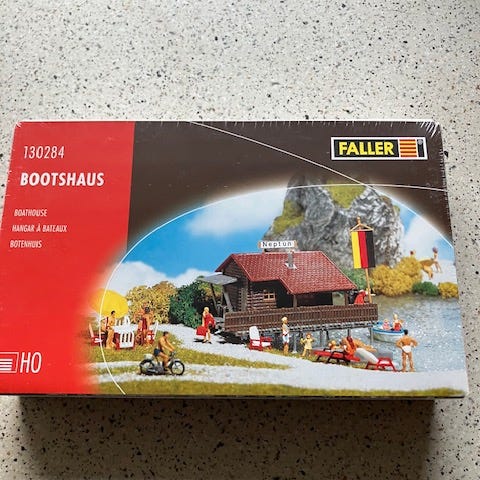 130284
FALLER
BOOTSHAUS
BOATHOUSE
HANGAR À BATEAUX
BOTENHUIS
Neptun
HO